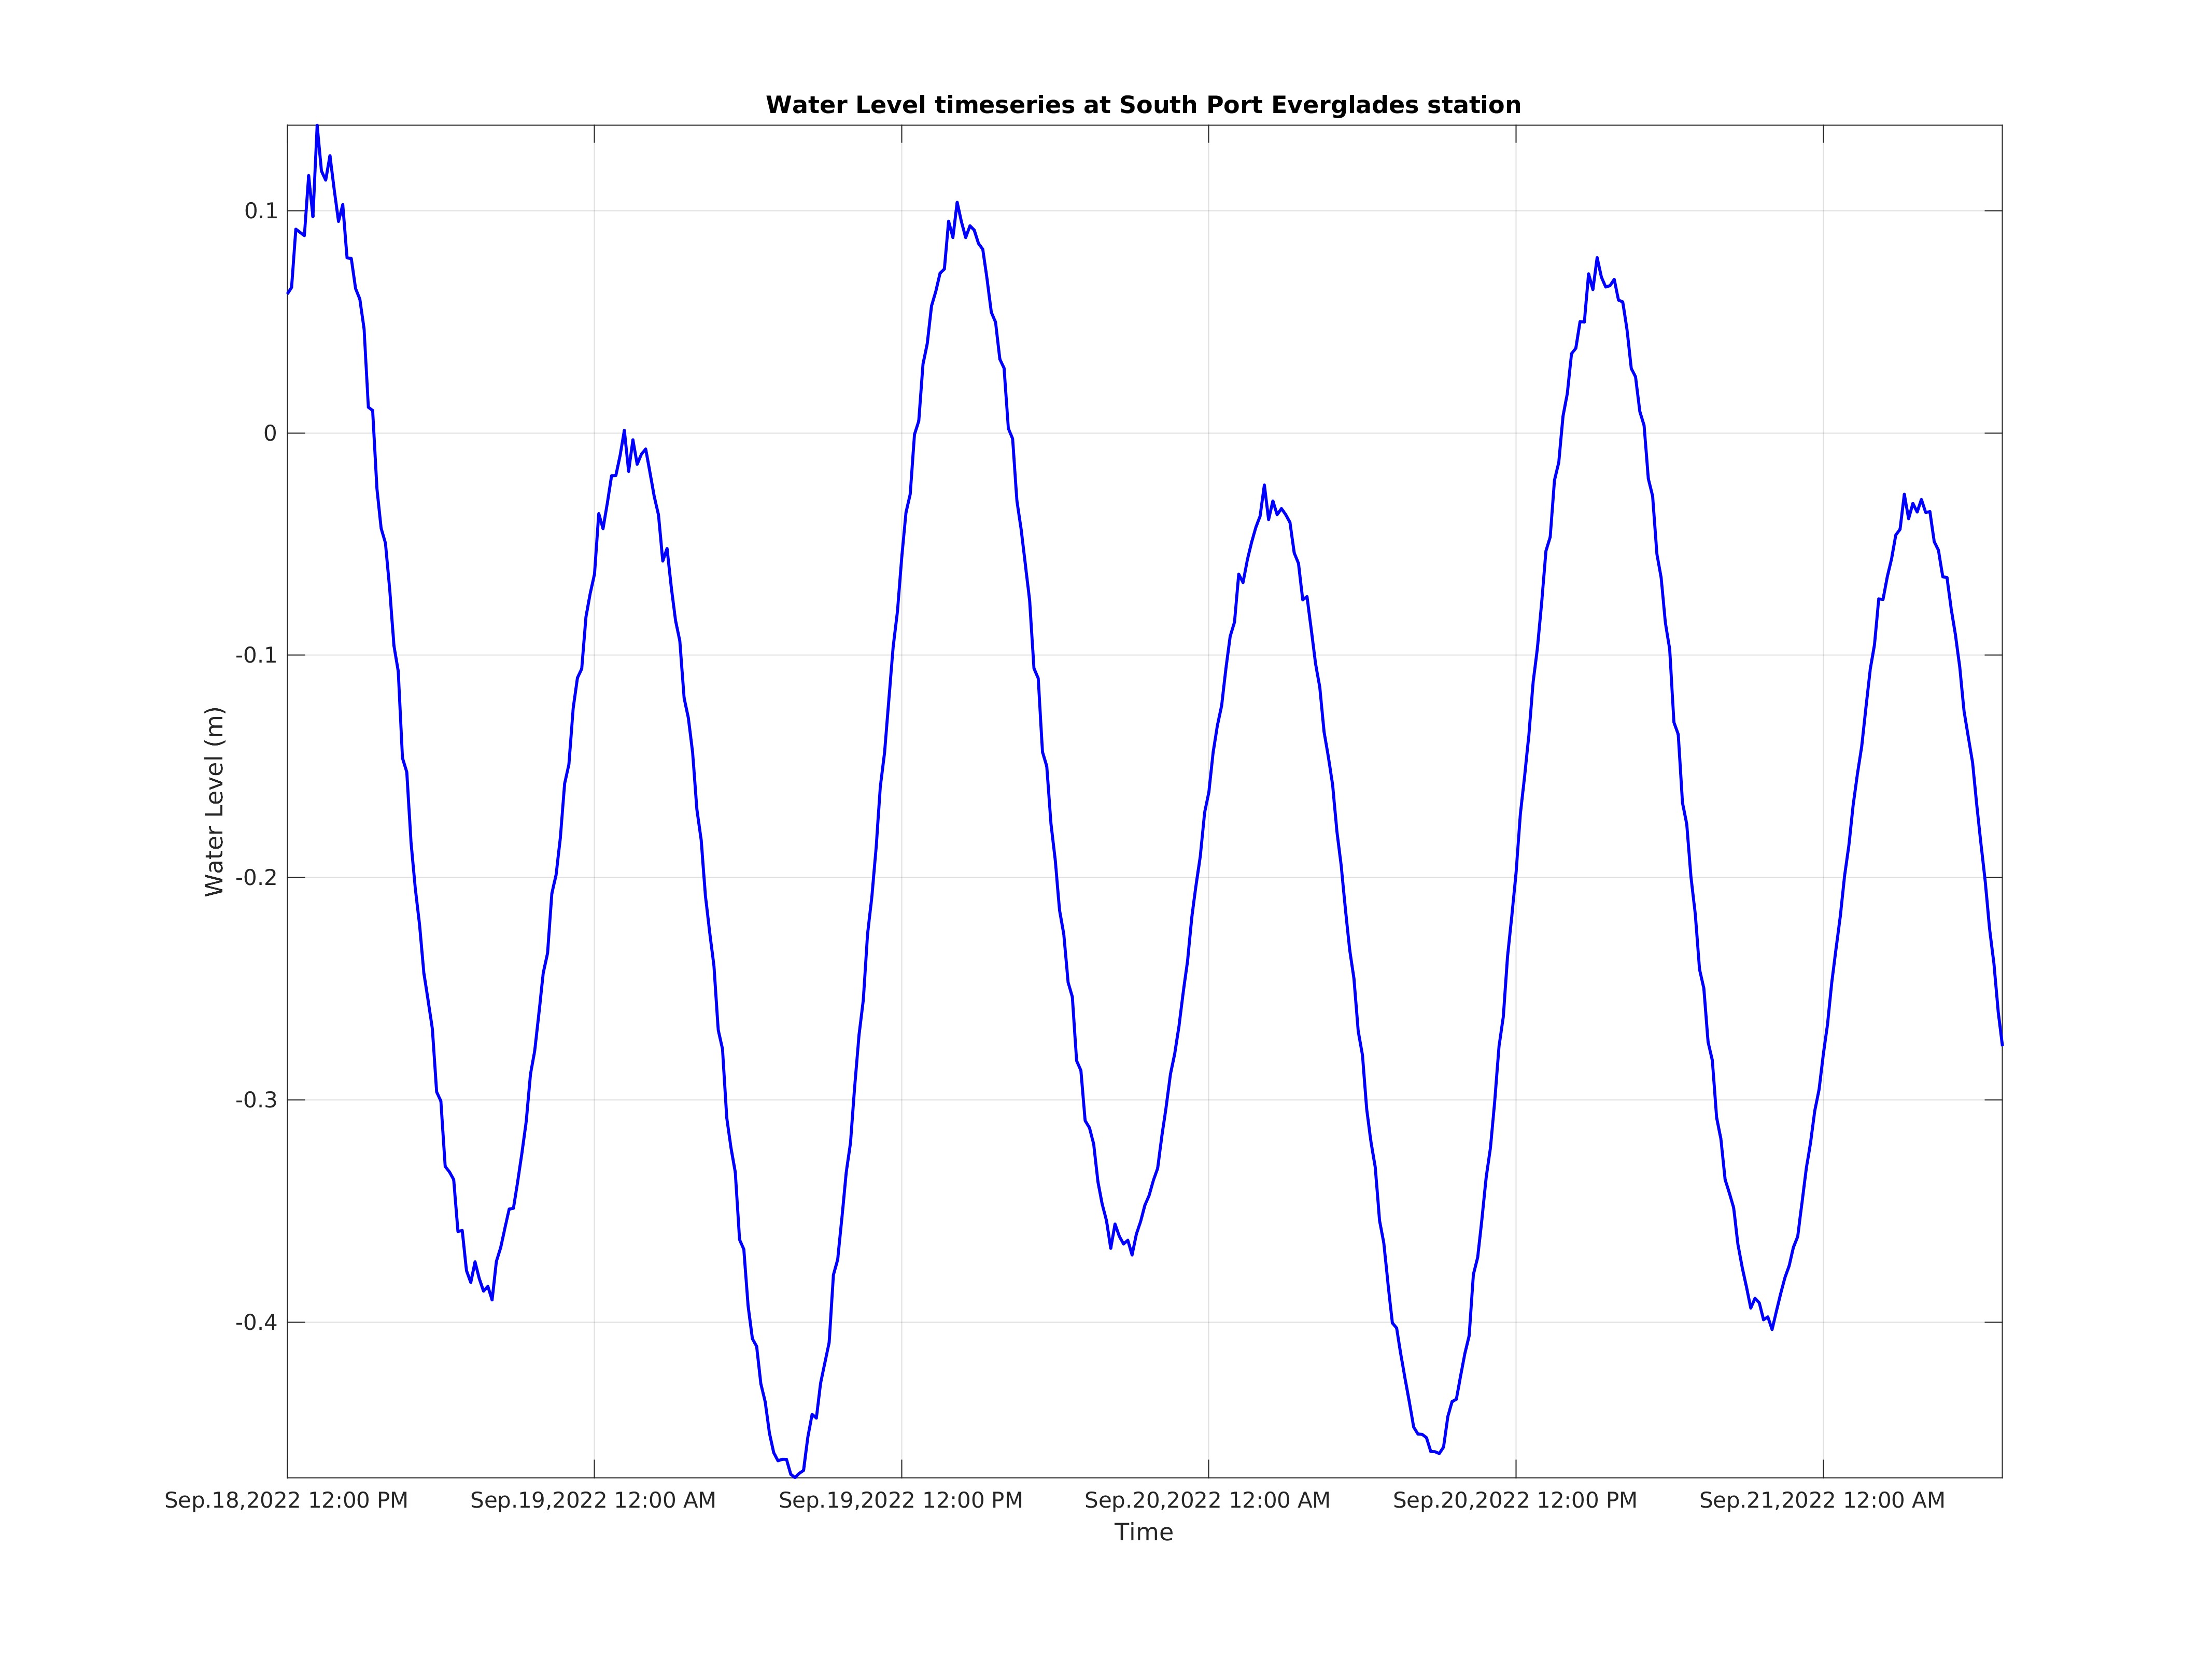 Water Level timeseries at South Port Everglades station
0.1
0
-0.1
-0.2
-0.3
-0.4
Water Level (m)
Sep.18,2022 12:00 PM Sep.19,2022 12:00 AM Sep.19,2022 12:00 PM Sep.20,2022 12:00 AM Sep.20,2022 12:00 PM Sep.21,2022 12:00 AM
Time